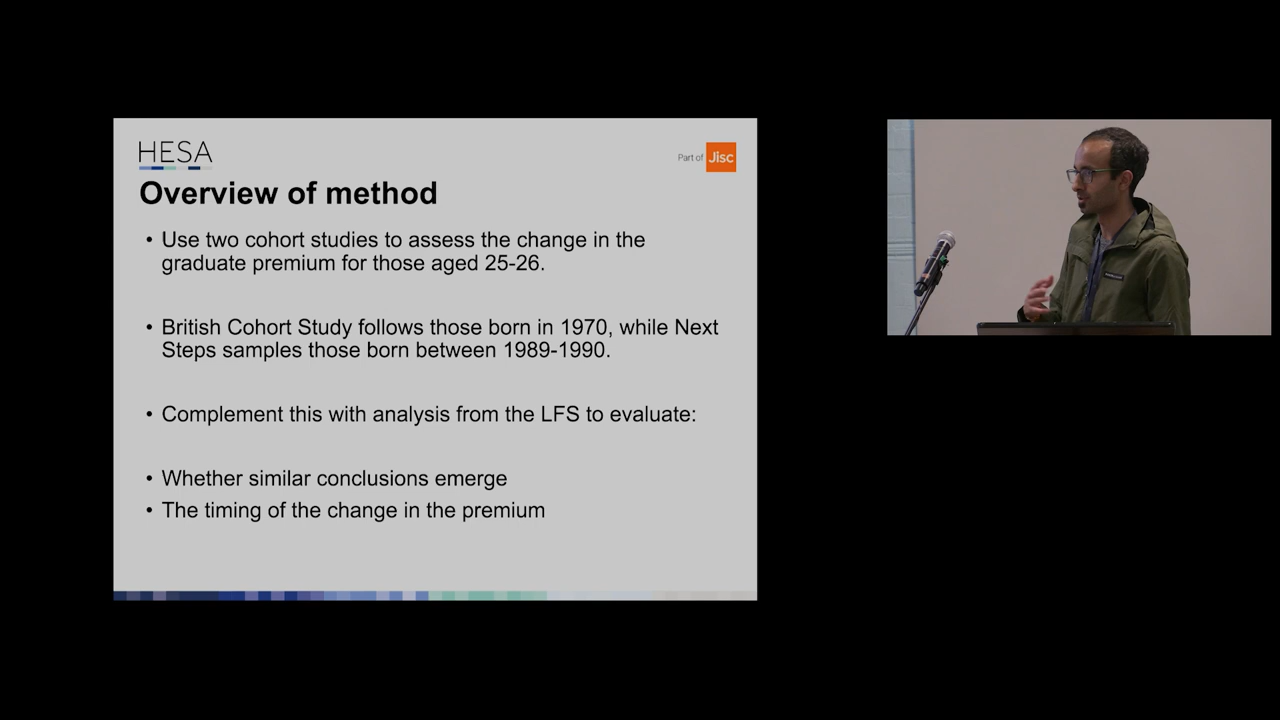 HESA
Part of Jisc
Overview of method
• Use two cohort studies to assess the change in the
graduate premium for those aged 25-26.
• British Cohort Study follows those born in 1970, while Next
Steps samples those born between 1989-1990.
• Complement this with analysis from the LFS to evaluate:
• Whether similar conclusions emerge
• The timing of the change in the premium